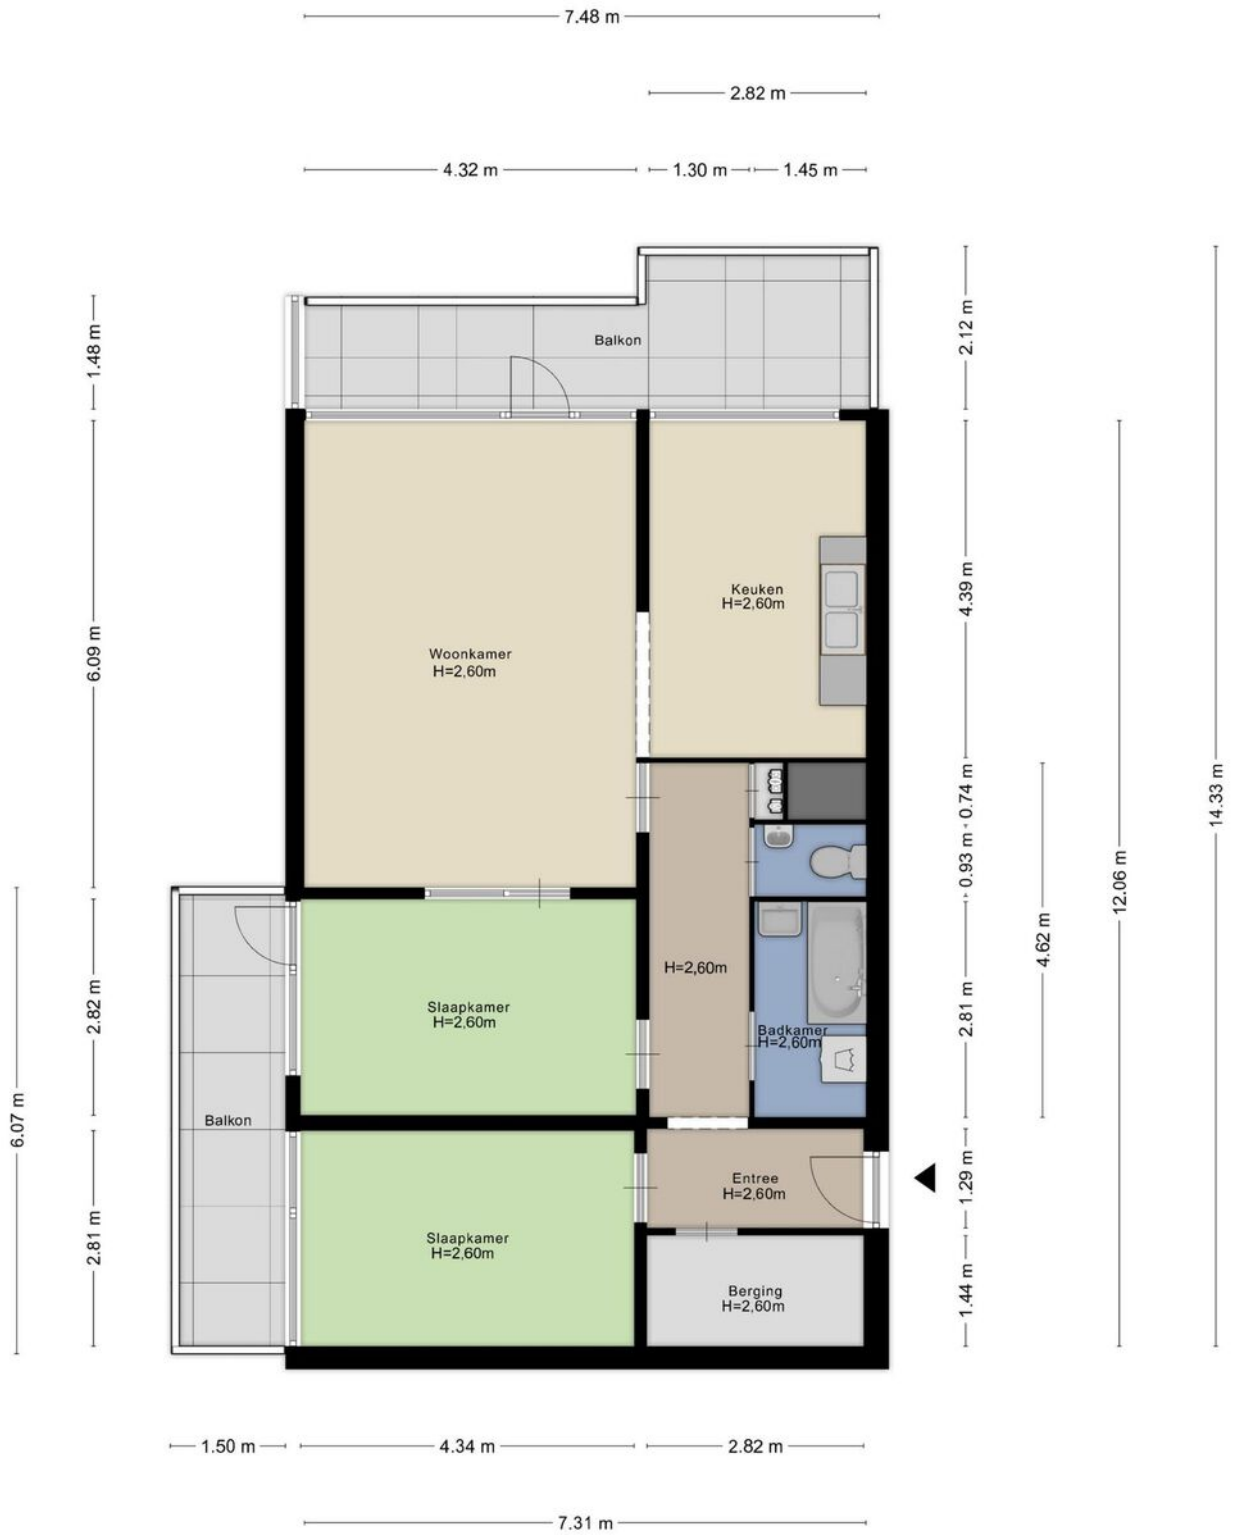 7.48 m
2.82 m
4.32 m
1.30 m
1.45 m
1.48 m
2.12 m
Balkon
14.33 m
12.06 m
6.09 m
4.39 m
Keuken
H=2,60m
Woonkamer
H=2,60m
0.74 m
0.93 m
4.62 m
H=2,60m
2.82 m
Slaapkamer
H=2,60m
Badkamer
H=2,60m
2.81 m
6.07 m
Balkon
Entree
H=2,60m
1.29 m
2.81 m
Slaapkamer
H=2,60m
Berging
H=2,60m
1.44 m
1.50 m
4.34 m
2.82 m
7.31 m